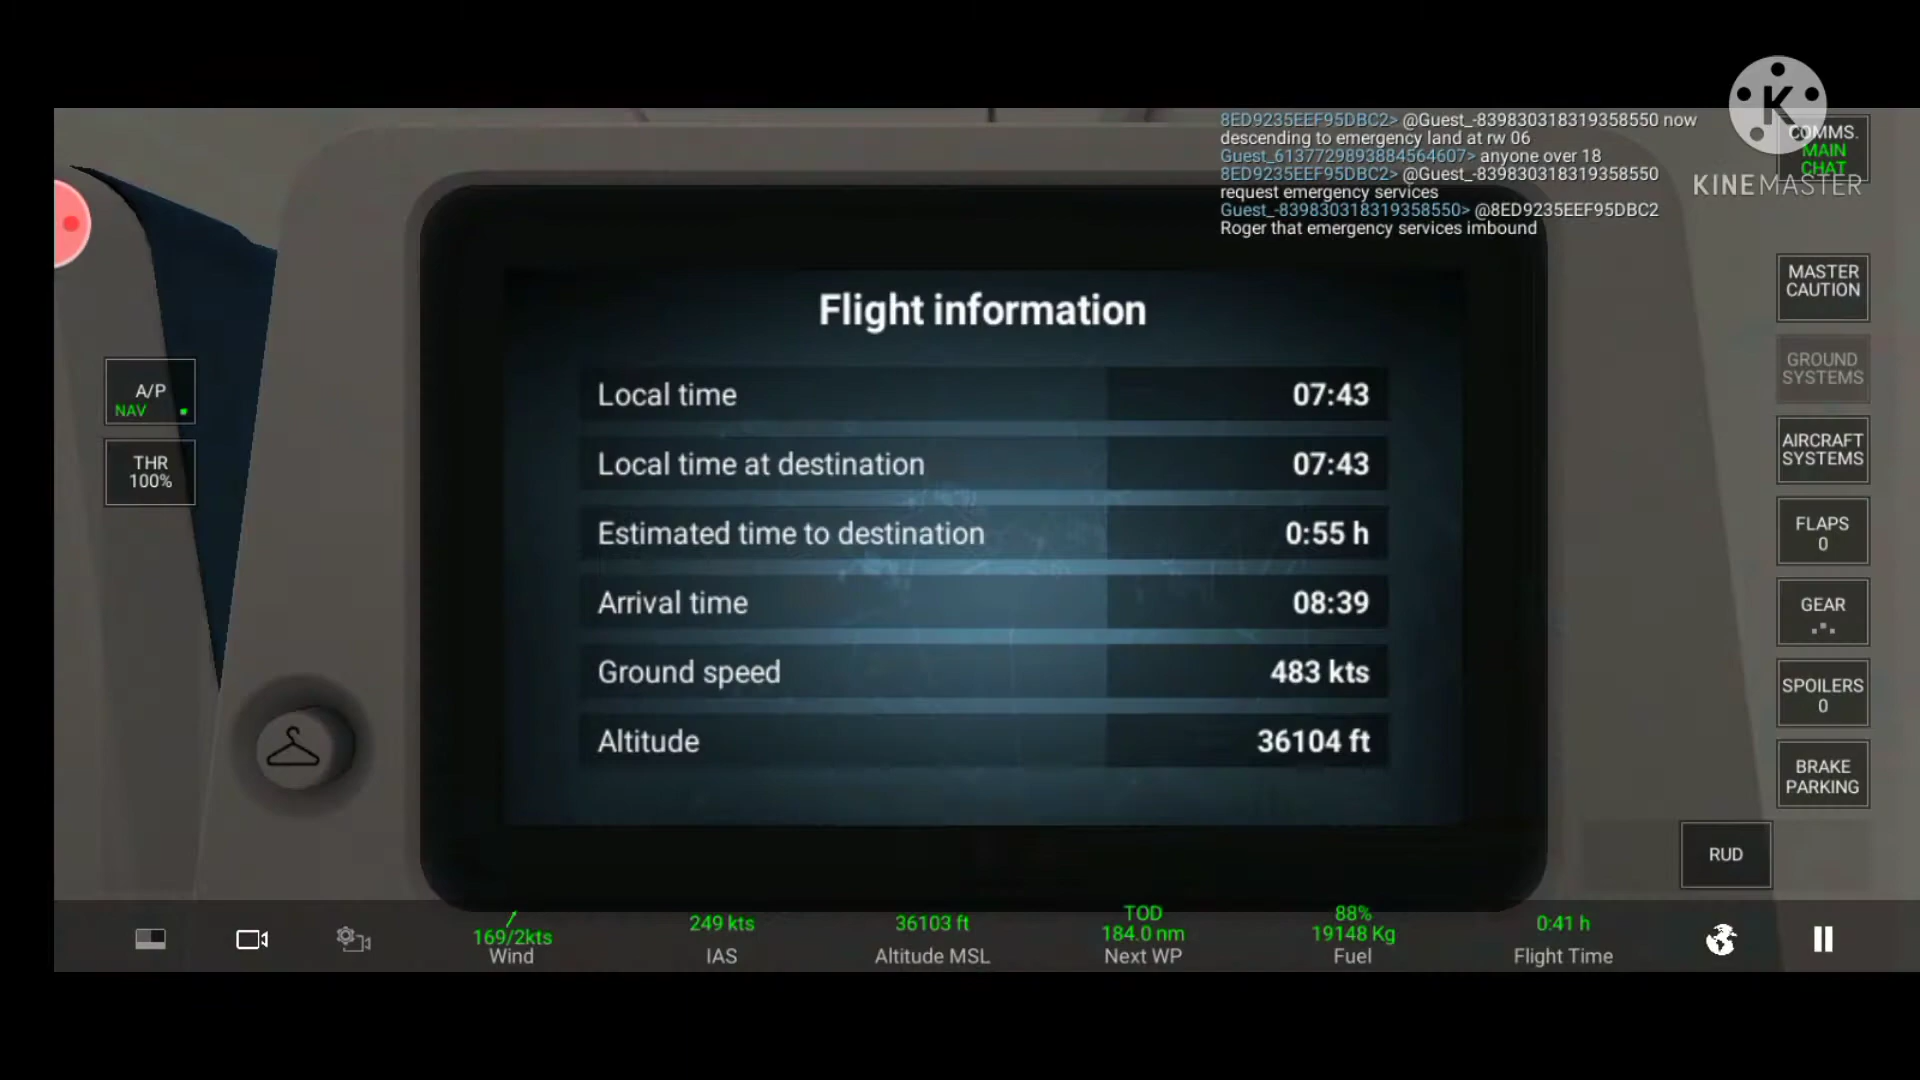 8ED9235EEF95DBC2> @Guest_-839830318319358550 now
descending to emergency land at rw 06
Guest_6137729893884564607> anyone over 18
8ED9235EEF95DBC2> @Guest_-839830318319358550
request emergency services
Guest_-839830318319358550> @8ED9235EEF95DBC2
Roger that emergency services imbound
K
KINEMASTER
COMMS.
MAIN
CHAT
Flight information
Local time 07:43
Local time at destination 07:43
Estimated time to destination 0:55 h
Arrival time 08:39
Ground speed 483 kts
Altitude 36104 ft
A/P
NAV
THR
100%
MASTER
CAUTION
GROUND
SYSTEMS
AIRCRAFT
SYSTEMS
FLAPS
0
GEAR
SPOILERS
0
BRAKE
PARKING
RUD
169/2kts
Wind
249 kts
IAS
36103 ft
Altitude MSL
TOD
184.0 nm
Next WP
88%
19148 Kg
Fuel
0:41 h
Flight Time